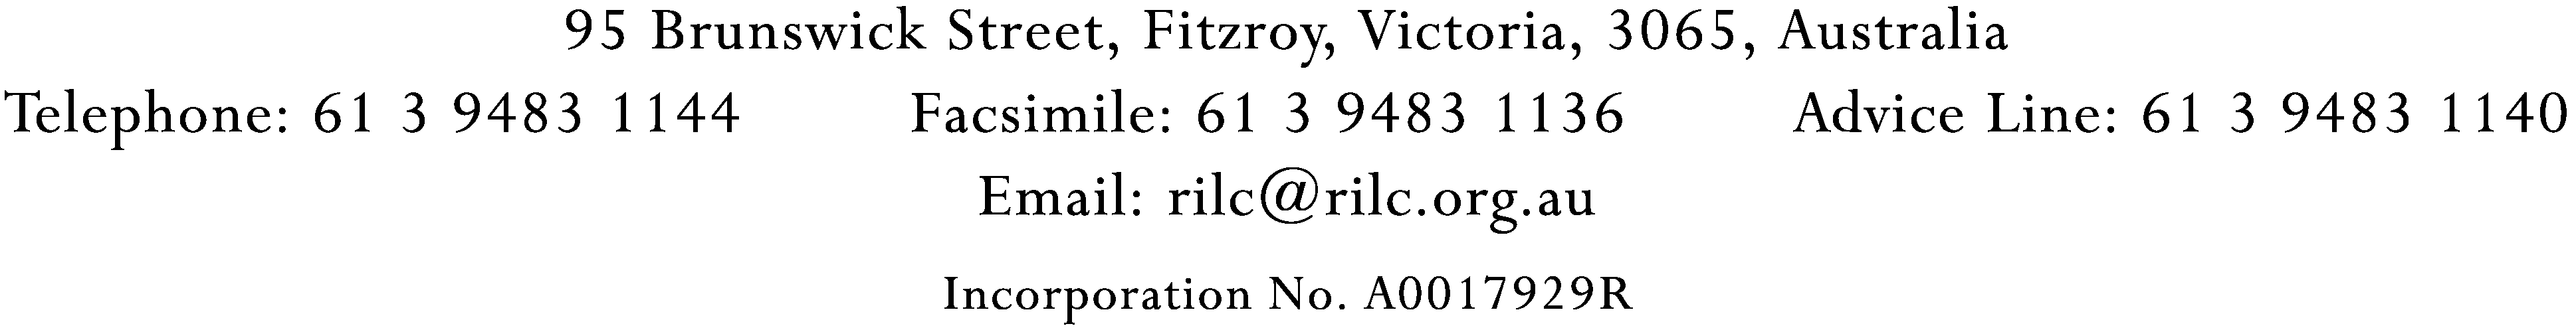 95 Brunswick Street, Fitzroy, Victoria, 3065, Australia
Telephone: 61 3 9483 1144 Facsimile: 61 3 9483 1136 Advice Line: 61 3 9483 1140
Email: rilc@rilc.org.au
Incorporation No. A0017929R